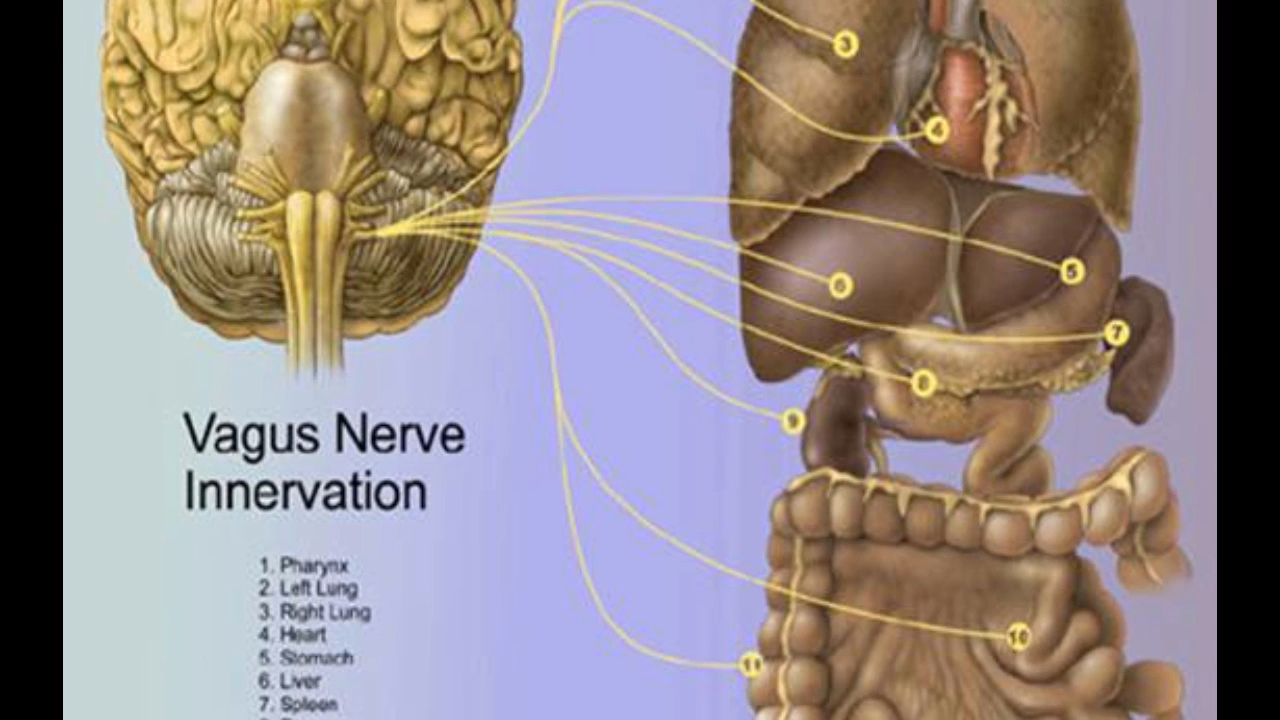 3
4
5
6
7
8
9
10
11
Vagus Nerve
Innervation
1. Pharynx
2. Left Lung
3. Right Lung
4. Heart
5. Stomach
6. Liver
7. Spleen